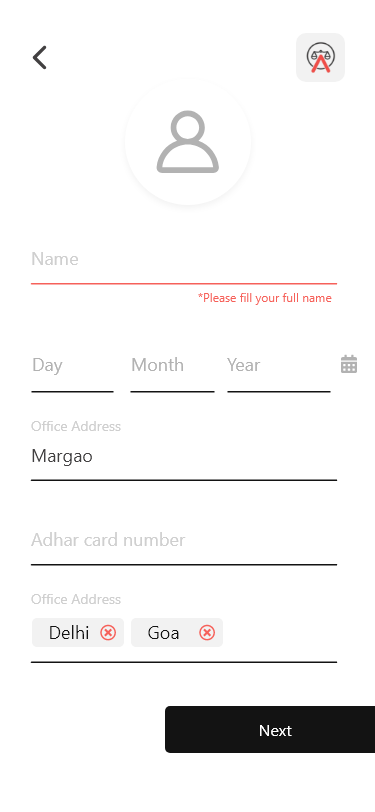 Name
*Please fill your full name
Day Month Year
Office Address
Margao
Adhar card number
Office Address
Delhi Goa
Next